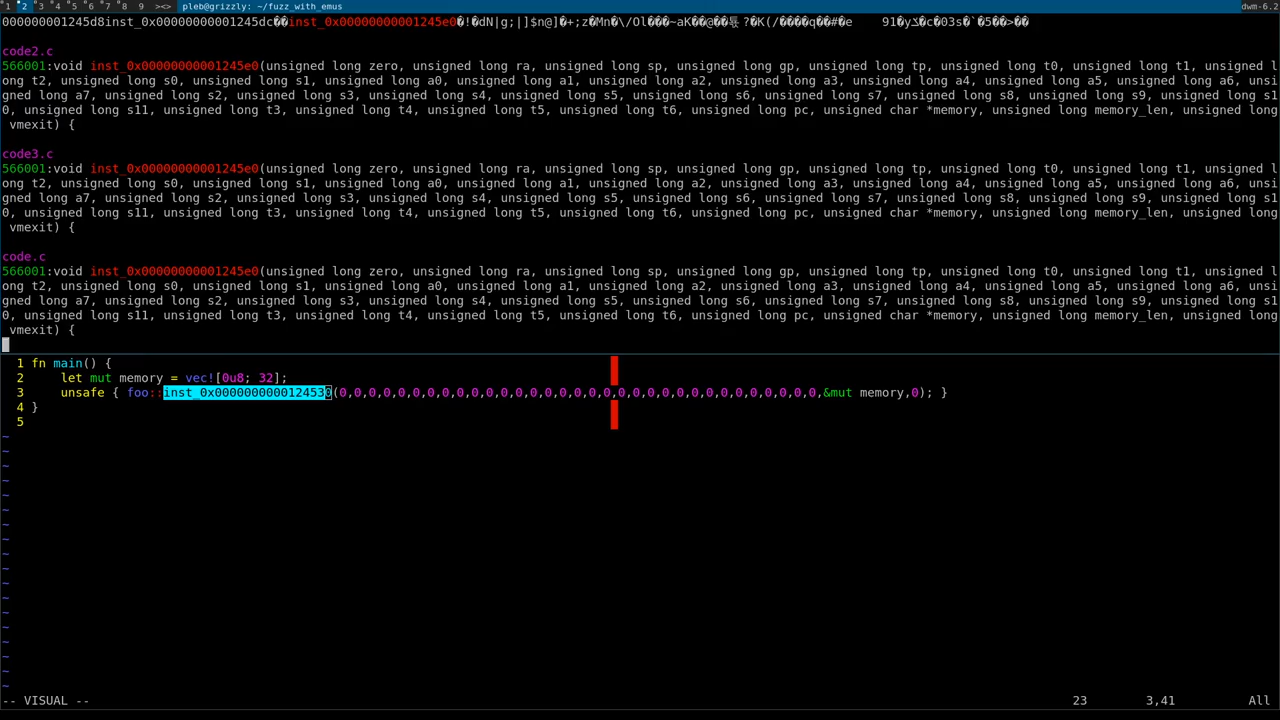 1 2 3 4 5 6 7 8 9 ><> pleb@grizzly: ~/fuzz_with_emus dwm-6.2
00000001245d8inst_0x00000000001245dc��inst_0x00000000001245e0
code2.c
566001:void inst_0x00000000001245e0(unsigned long zero, unsigned long ra, unsigned long sp, unsigned long gp, unsigned long tp, unsigned long t0, unsigned long t1, unsigned l
ong t2, unsigned long s0, unsigned long s1, unsigned long a0, unsigned long a1, unsigned long a2, unsigned long a3, unsigned long a4, unsigned long a5, unsigned long a6, unsi
gned long a7, unsigned long s2, unsigned long s3, unsigned long s4, unsigned long s5, unsigned long s6, unsigned long s7, unsigned long s8, unsigned long s9, unsigned long s1
0, unsigned long s11, unsigned long t3, unsigned long t4, unsigned long t5, unsigned long t6, unsigned long pc, unsigned char *memory, unsigned long memory_len, unsigned long
vmexit) {
code3.c
566001:void inst_0x00000000001245e0(unsigned long zero, unsigned long ra, unsigned long sp, unsigned long gp, unsigned long tp, unsigned long t0, unsigned long t1, unsigned l
ong t2, unsigned long s0, unsigned long s1, unsigned long a0, unsigned long a1, unsigned long a2, unsigned long a3, unsigned long a4, unsigned long a5, unsigned long a6, unsi
gned long a7, unsigned long s2, unsigned long s3, unsigned long s4, unsigned long s5, unsigned long s6, unsigned long s7, unsigned long s8, unsigned long s9, unsigned long s1
0, unsigned long s11, unsigned long t3, unsigned long t4, unsigned long t5, unsigned long t6, unsigned long pc, unsigned char *memory, unsigned long memory_len, unsigned long
vmexit) {
code.c
566001:void inst_0x00000000001245e0(unsigned long zero, unsigned long ra, unsigned long sp, unsigned long gp, unsigned long tp, unsigned long t0, unsigned long t1, unsigned l
ong t2, unsigned long s0, unsigned long s1, unsigned long a0, unsigned long a1, unsigned long a2, unsigned long a3, unsigned long a4, unsigned long a5, unsigned long a6, unsi
gned long a7, unsigned long s2, unsigned long s3, unsigned long s4, unsigned long s5, unsigned long s6, unsigned long s7, unsigned long s8, unsigned long s9, unsigned long s1
0, unsigned long s11, unsigned long t3, unsigned long t4, unsigned long t5, unsigned long t6, unsigned long pc, unsigned char *memory, unsigned long memory_len, unsigned long
vmexit) {
1 fn main() {
2 let mut memory = vec![0u8; 32];
3 unsafe { foo::inst_0x0000000000124530(0,0,0,0,0,0,0,0,0,0,0,0,0,0,0,0,0,0,0,0,0,0,0,0,0,0,0,0,0,0,0,0,0,&mut memory,0); }
4 }
5
-- VISUAL -- 23 3,41 All